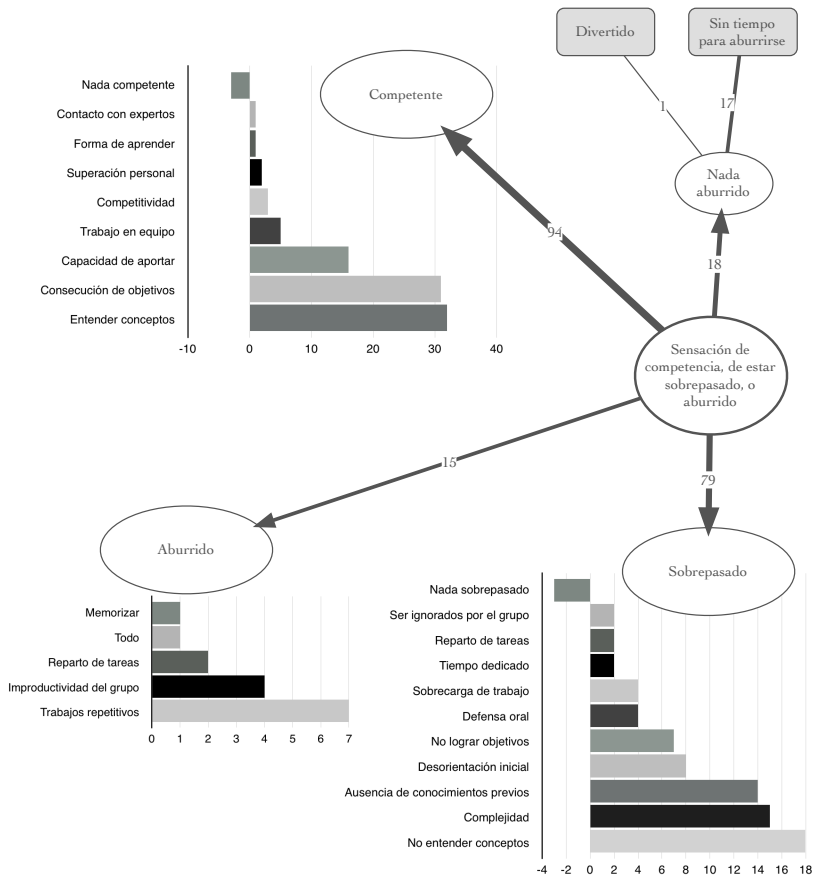 Divertido
Sin tiempo
para aburrirse
1
17
Nada
aburrido
18
Competente
Nada competente
Contacto con expertos
Forma de aprender
Superación personal
Competitividad
Trabajo en equipo
Capacidad de aportar
Consecución de objetivos
Entender conceptos
-10 0 10 20 30 40
94
Sensación de
competencia, de estar
sobrepasado, o
aburrido
15
79
Aburrido
Memorizar
Todo
Reparto de tareas
Improductividad del grupo
Trabajos repetitivos
0 1 2 3 4 5 6 7
Sobrepasado
Nada sobrepasado
Ser ignorados por el grupo
Reparto de tareas
Tiempo dedicado
Sobrecarga de trabajo
Defensa oral
No lograr objetivos
Desorientación inicial
Ausencia de conocimientos previos
Complejidad
No entender conceptos
-4 -2 0 2 4 6 8 10 12 14 16 18